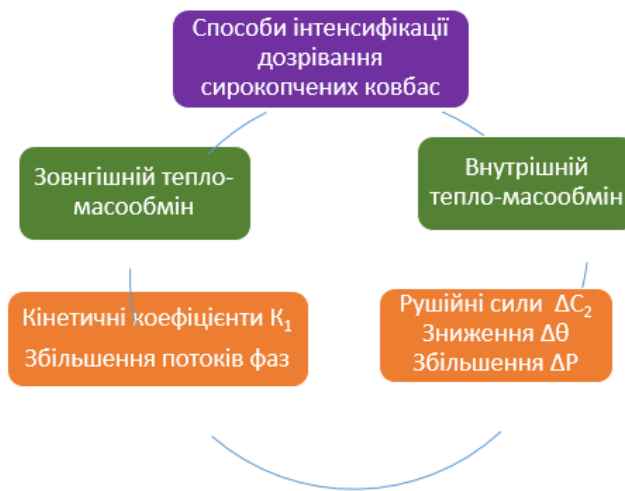 Способи інтенсифікації
дозрівання
сирокопчених ковбас
Зовнгішній тепло-
масообмін
Внутрішній
тепло-масообмін
Кінетичні коефіцієнти К₁
Збільшення потоків фаз
Рушійні сили ΔС₂
Зниження Δθ
Збільшення ΔР